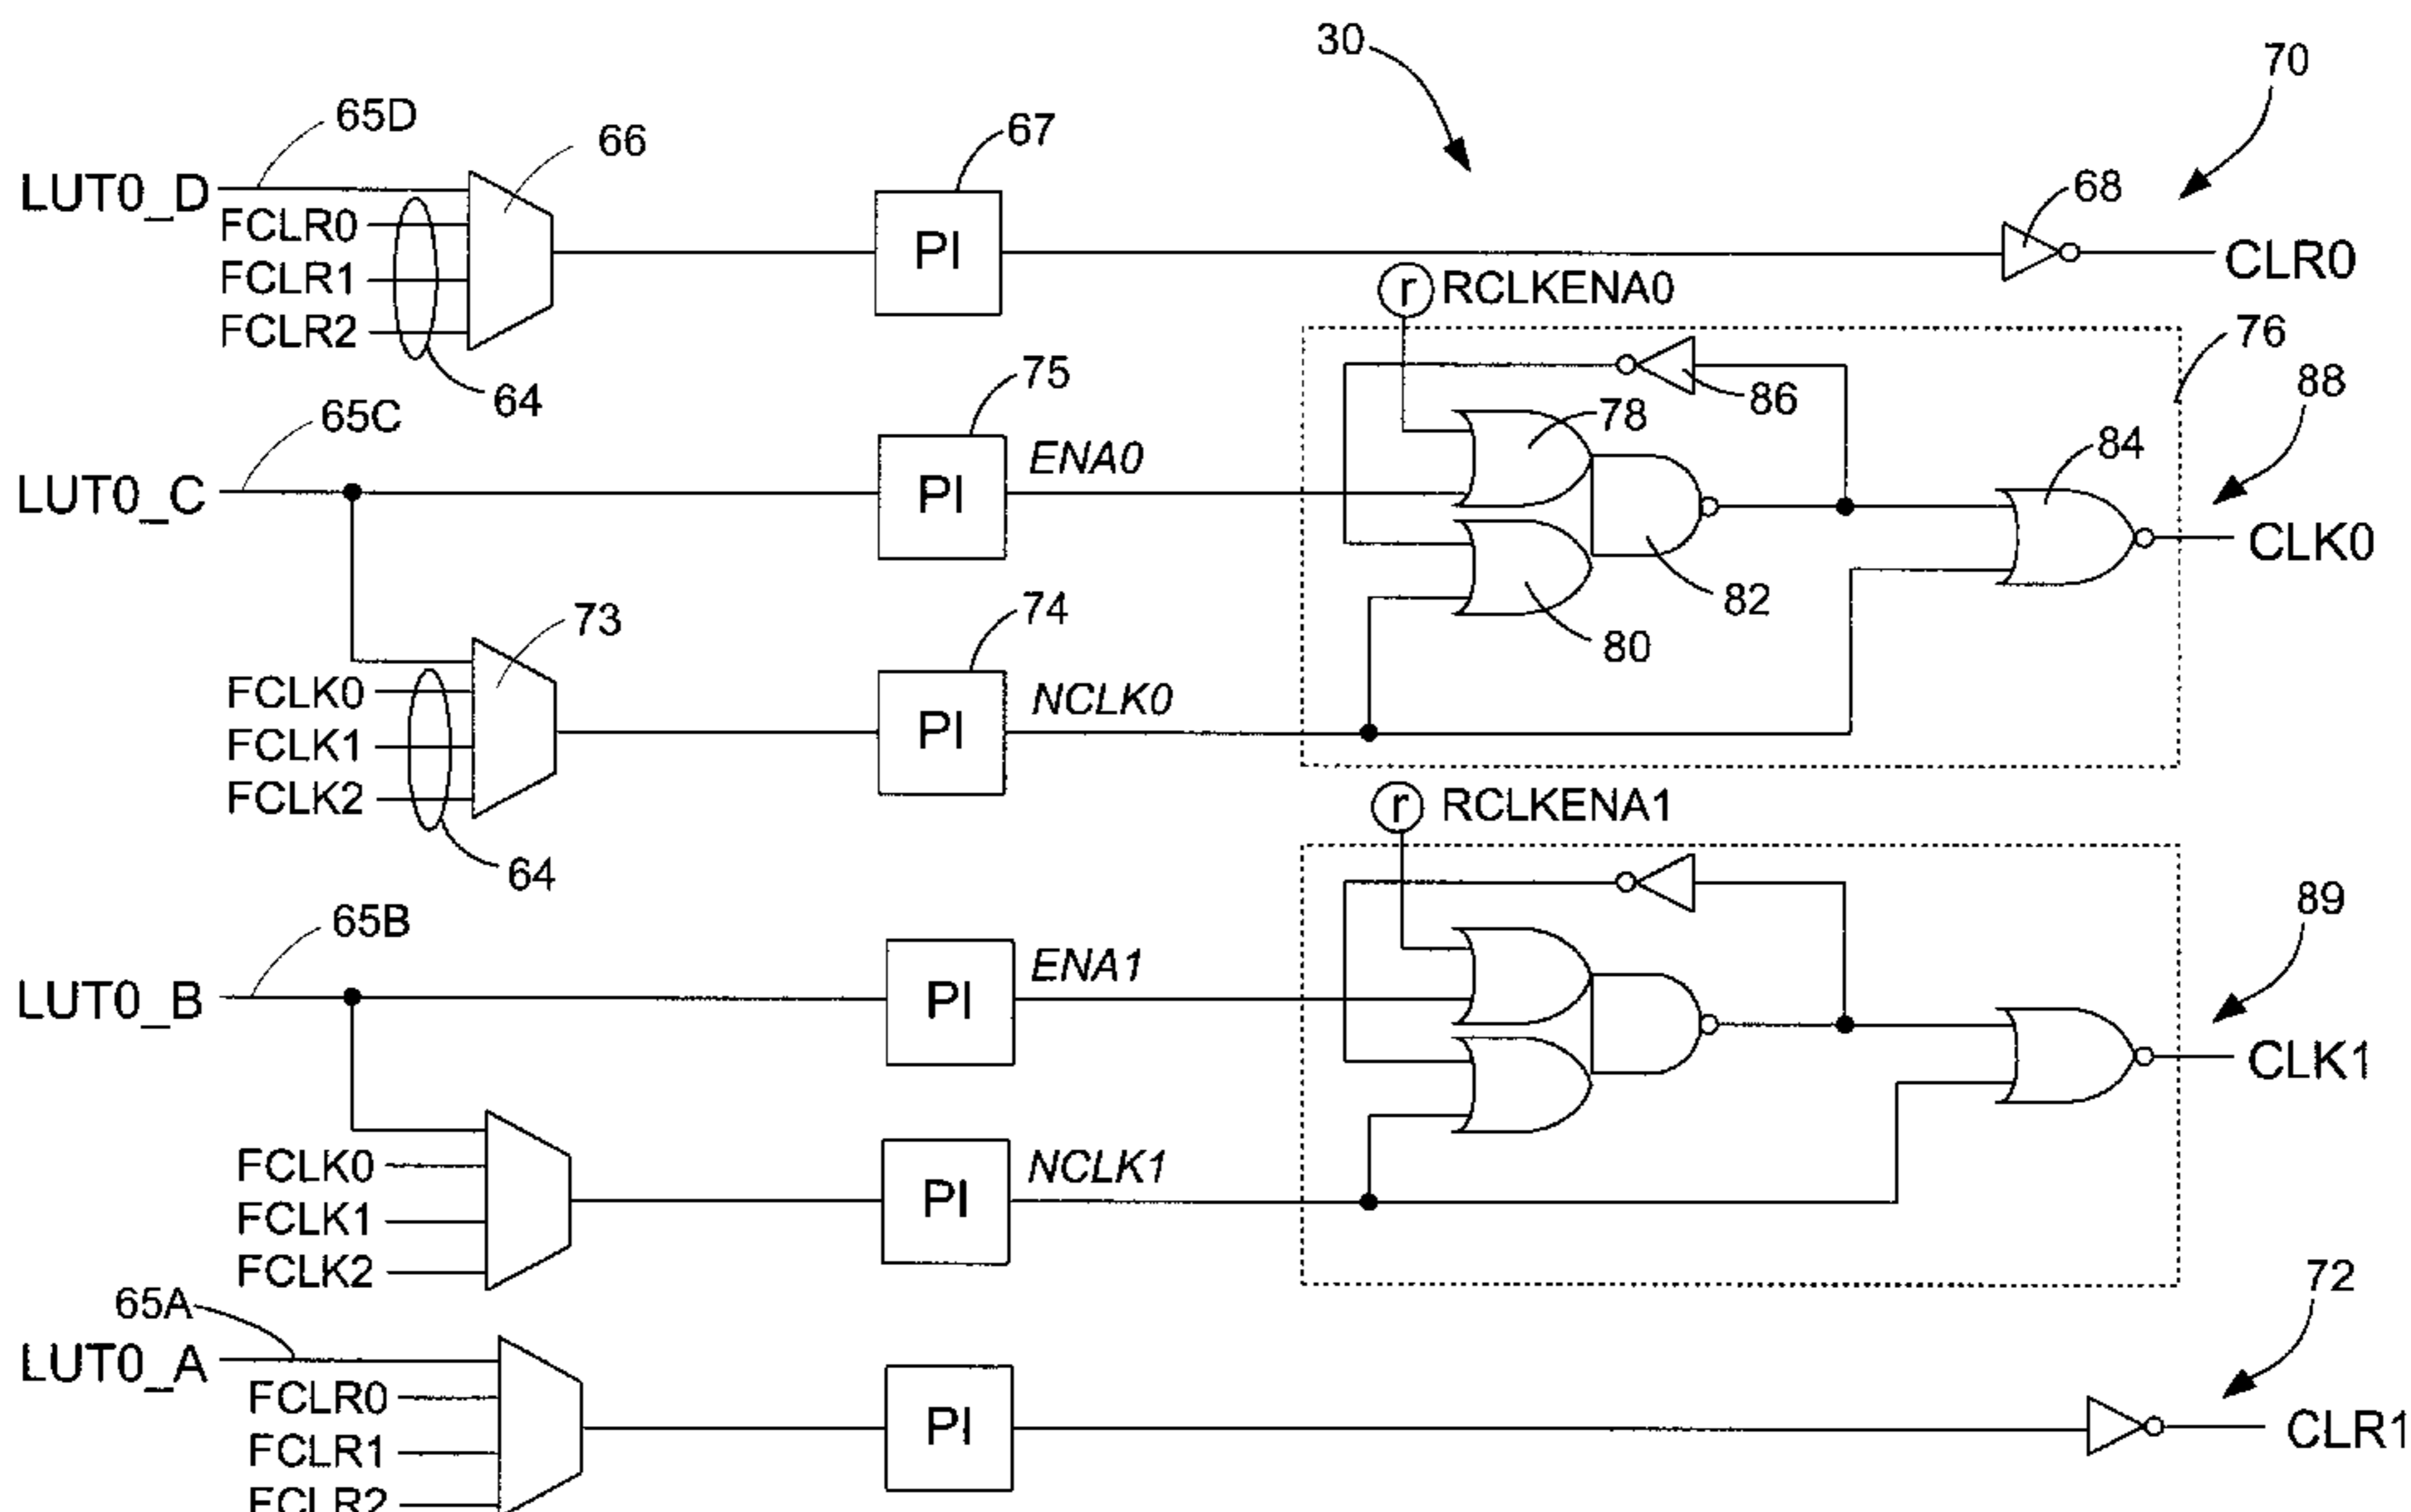 30
70
65D
66
67
68
LUT0_D
FCLR0
FCLR1
FCLR2
PI
CLR0
r RCLKENA0
64
76
65C
75
86
88
78
84
LUT0_C
PI
ENA0
CLK0
82
80
73
74
FCLK0
FCLK1
FCLK2
PI
NCLK0
r RCLKENA1
64
65B
89
LUT0_B
PI
ENA1
CLK1
FCLK0
FCLK1
FCLK2
PI
NCLK1
65A
72
LUT0_A
FCLR0
FCLR1
FCLR2
PI
CLR1